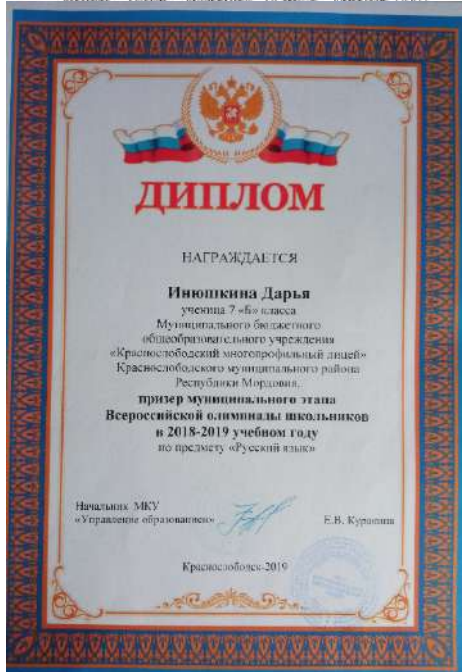 ДИПЛОМ
НАГРАЖДАЕТСЯ
Инюшкина Дарья
ученица 7 «Б» класса
Муниципального бюджетного
общеобразовательного учреждения
«Краснослободский многопрофильный лицей»
Краснослободского муниципального района
Республики Мордовия,
призер муниципального этапа
Всероссийской олимпиады школьников
в 2018-2019 учебном году
по предмету «Русский язык»
Начальник МКУ
«Управление образованием»
Е.В.
Краснослободск-2019